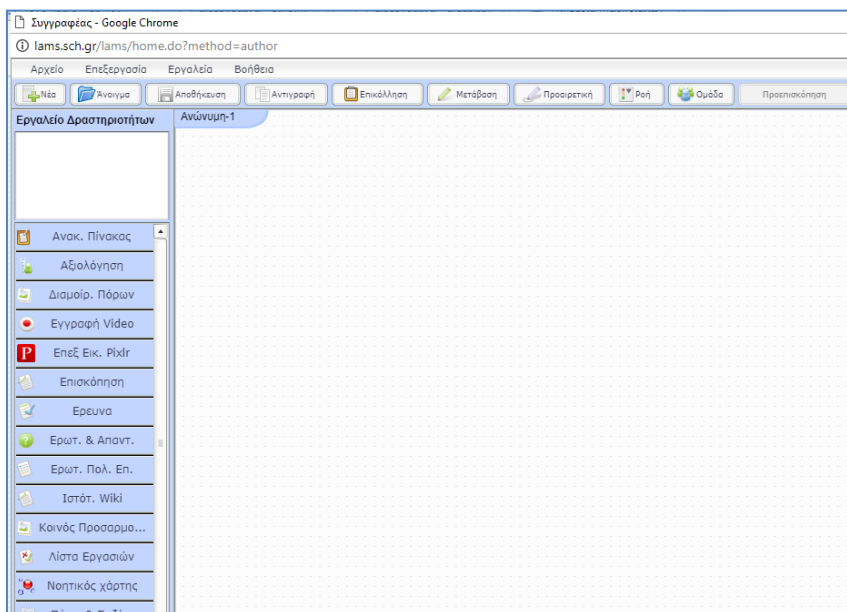 Συγγραφέας - Google Chrome
lams.sch.gr/lams/home.do?method=author
Αρχείο Επεξεργασία Εργαλεία Βοήθεια
Νέα Άνοιγμα Αποθήκευση Αντιγραφή Επικόλληση Μετάβαση Προαιρετική Ροή Ομάδα Προεπισκόπηση
Εργαλείο Δραστηριοτήτων Ανώνυμη-1
Ανακ. Πίνακας
Αξιολόγηση
Διαμοίρ. Πόρων
Εγγραφή Video
Επεξ Εικ. Pixlr
Επισκόπηση
Ερευνα
Ερωτ. & Απαντ.
Ερωτ. Πολ. Επ.
Ιστότ. Wiki
Κοινός Προσαρμο...
Λίστα Εργασιών
Νοητικός χάρτης